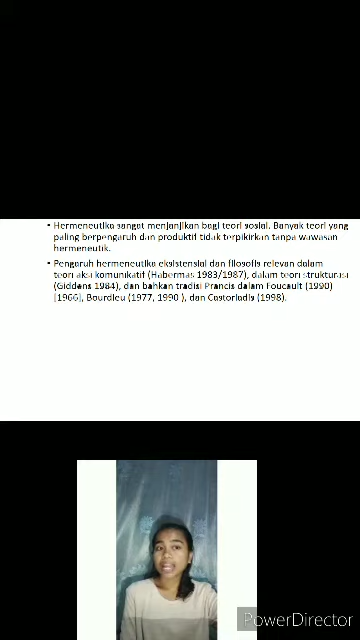 • Hermeneutika sangat menjanjikan bagi teori sosial. Banyak teori yang
paling berpengaruh dan produktif tidak terpikirkan tanpa wawasan
hermeneutik.
• Pengaruh hermeneutika eksistensial dan filosofis relevan dalam
teori aksi komunikatif (Habermas 1983/1987), dalam teori strukturasi
(Giddens 1984), dan bahkan tradisi Prancis dalam Foucault (1990)
[1966], Bourdieu (1977, 1990 ), dan Castoriadis (1998).
PowerDirector